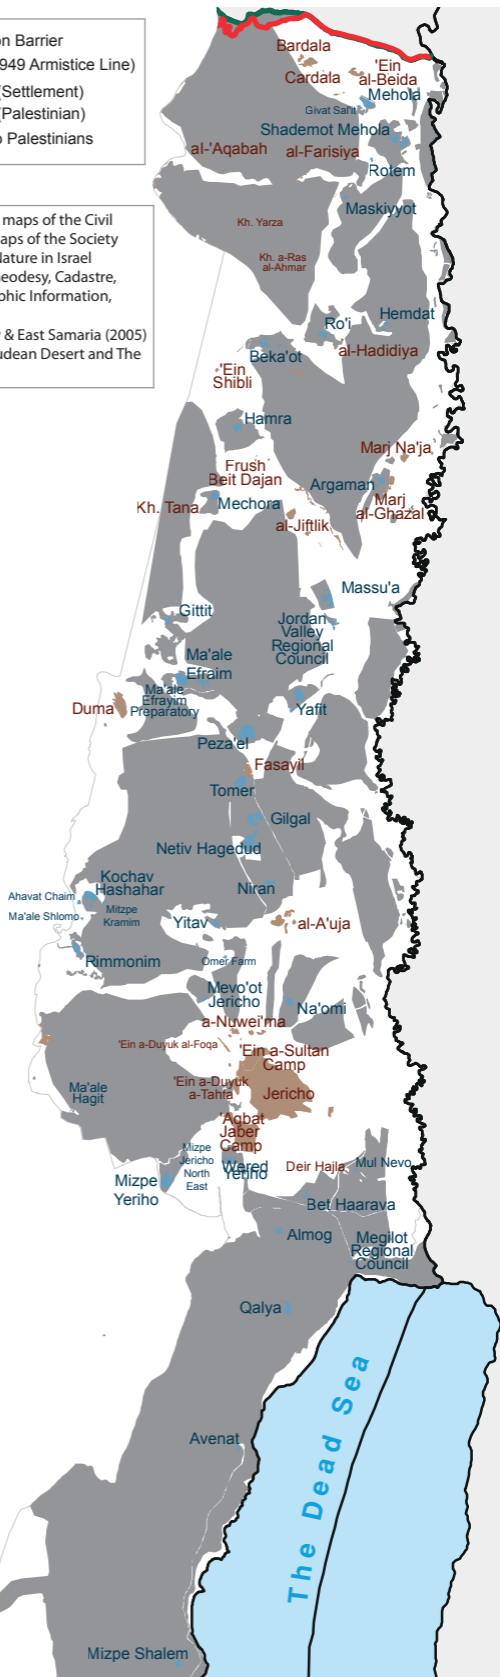 on Barrier
949 Armistice Line)
(Settlement)
(Palestinian)
o Palestinians
maps of the Civil
aps of the Society
Nature in Israel
eodesy, Cadastre,
phic Information,
& East Samaria (2005)
udean Desert and The
Bardala
Cardala
'Ein
al-Beida
Mehola
Givat Sal'it
Shademot Mehola
al-'Aqabah
al-Farisiya
Rotem
Maskiyyot
Kh. Yarza
Kh. a-Ras
al-Ahmar
Hemdat
Ro'i
Beka'ot
al-Hadidiya
'Ein
Shibli
Hamra
Marj Na'ja
Frush
Beit Dajan
Argaman
Kh. Tana
Mechora
Marj
al-Ghazal
al-Jiftlik
Massu'a
Gittit
Jordan
Valley
Regional
Council
Ma'ale
Efraim
Ma'ale
Efrayim
Preparatory
Duma
Yafit
Peza'el
Fasayil
Tomer
Gilgal
Netiv Hagedud
Kochav
Hashahar
Niran
Ahavat Chaim
Ma'ale Shlomo
Mitzpe
Kramim
Yitav
al-A'uja
Rimmonim
Omer Farm
Mevo'ot
Jericho
Na'omi
a-Nuwei'ma
'Ein a-Duyuk al-Foqa
'Ein a-Sultan
Camp
'Ein a-Duyuk
a-Tahta
Jericho
Ma'ale
Hagit
'Aqbat
Jaber
Camp
Mizpe
Jericho
North
East
Wered
Yeriho
Deir Hajla
Mul Nevo
Mizpe
Yeriho
Bet Haarava
Almog
Megilot
Regional
Council
Qalya
The Dead Sea
Avenat
Mizpe Shalem